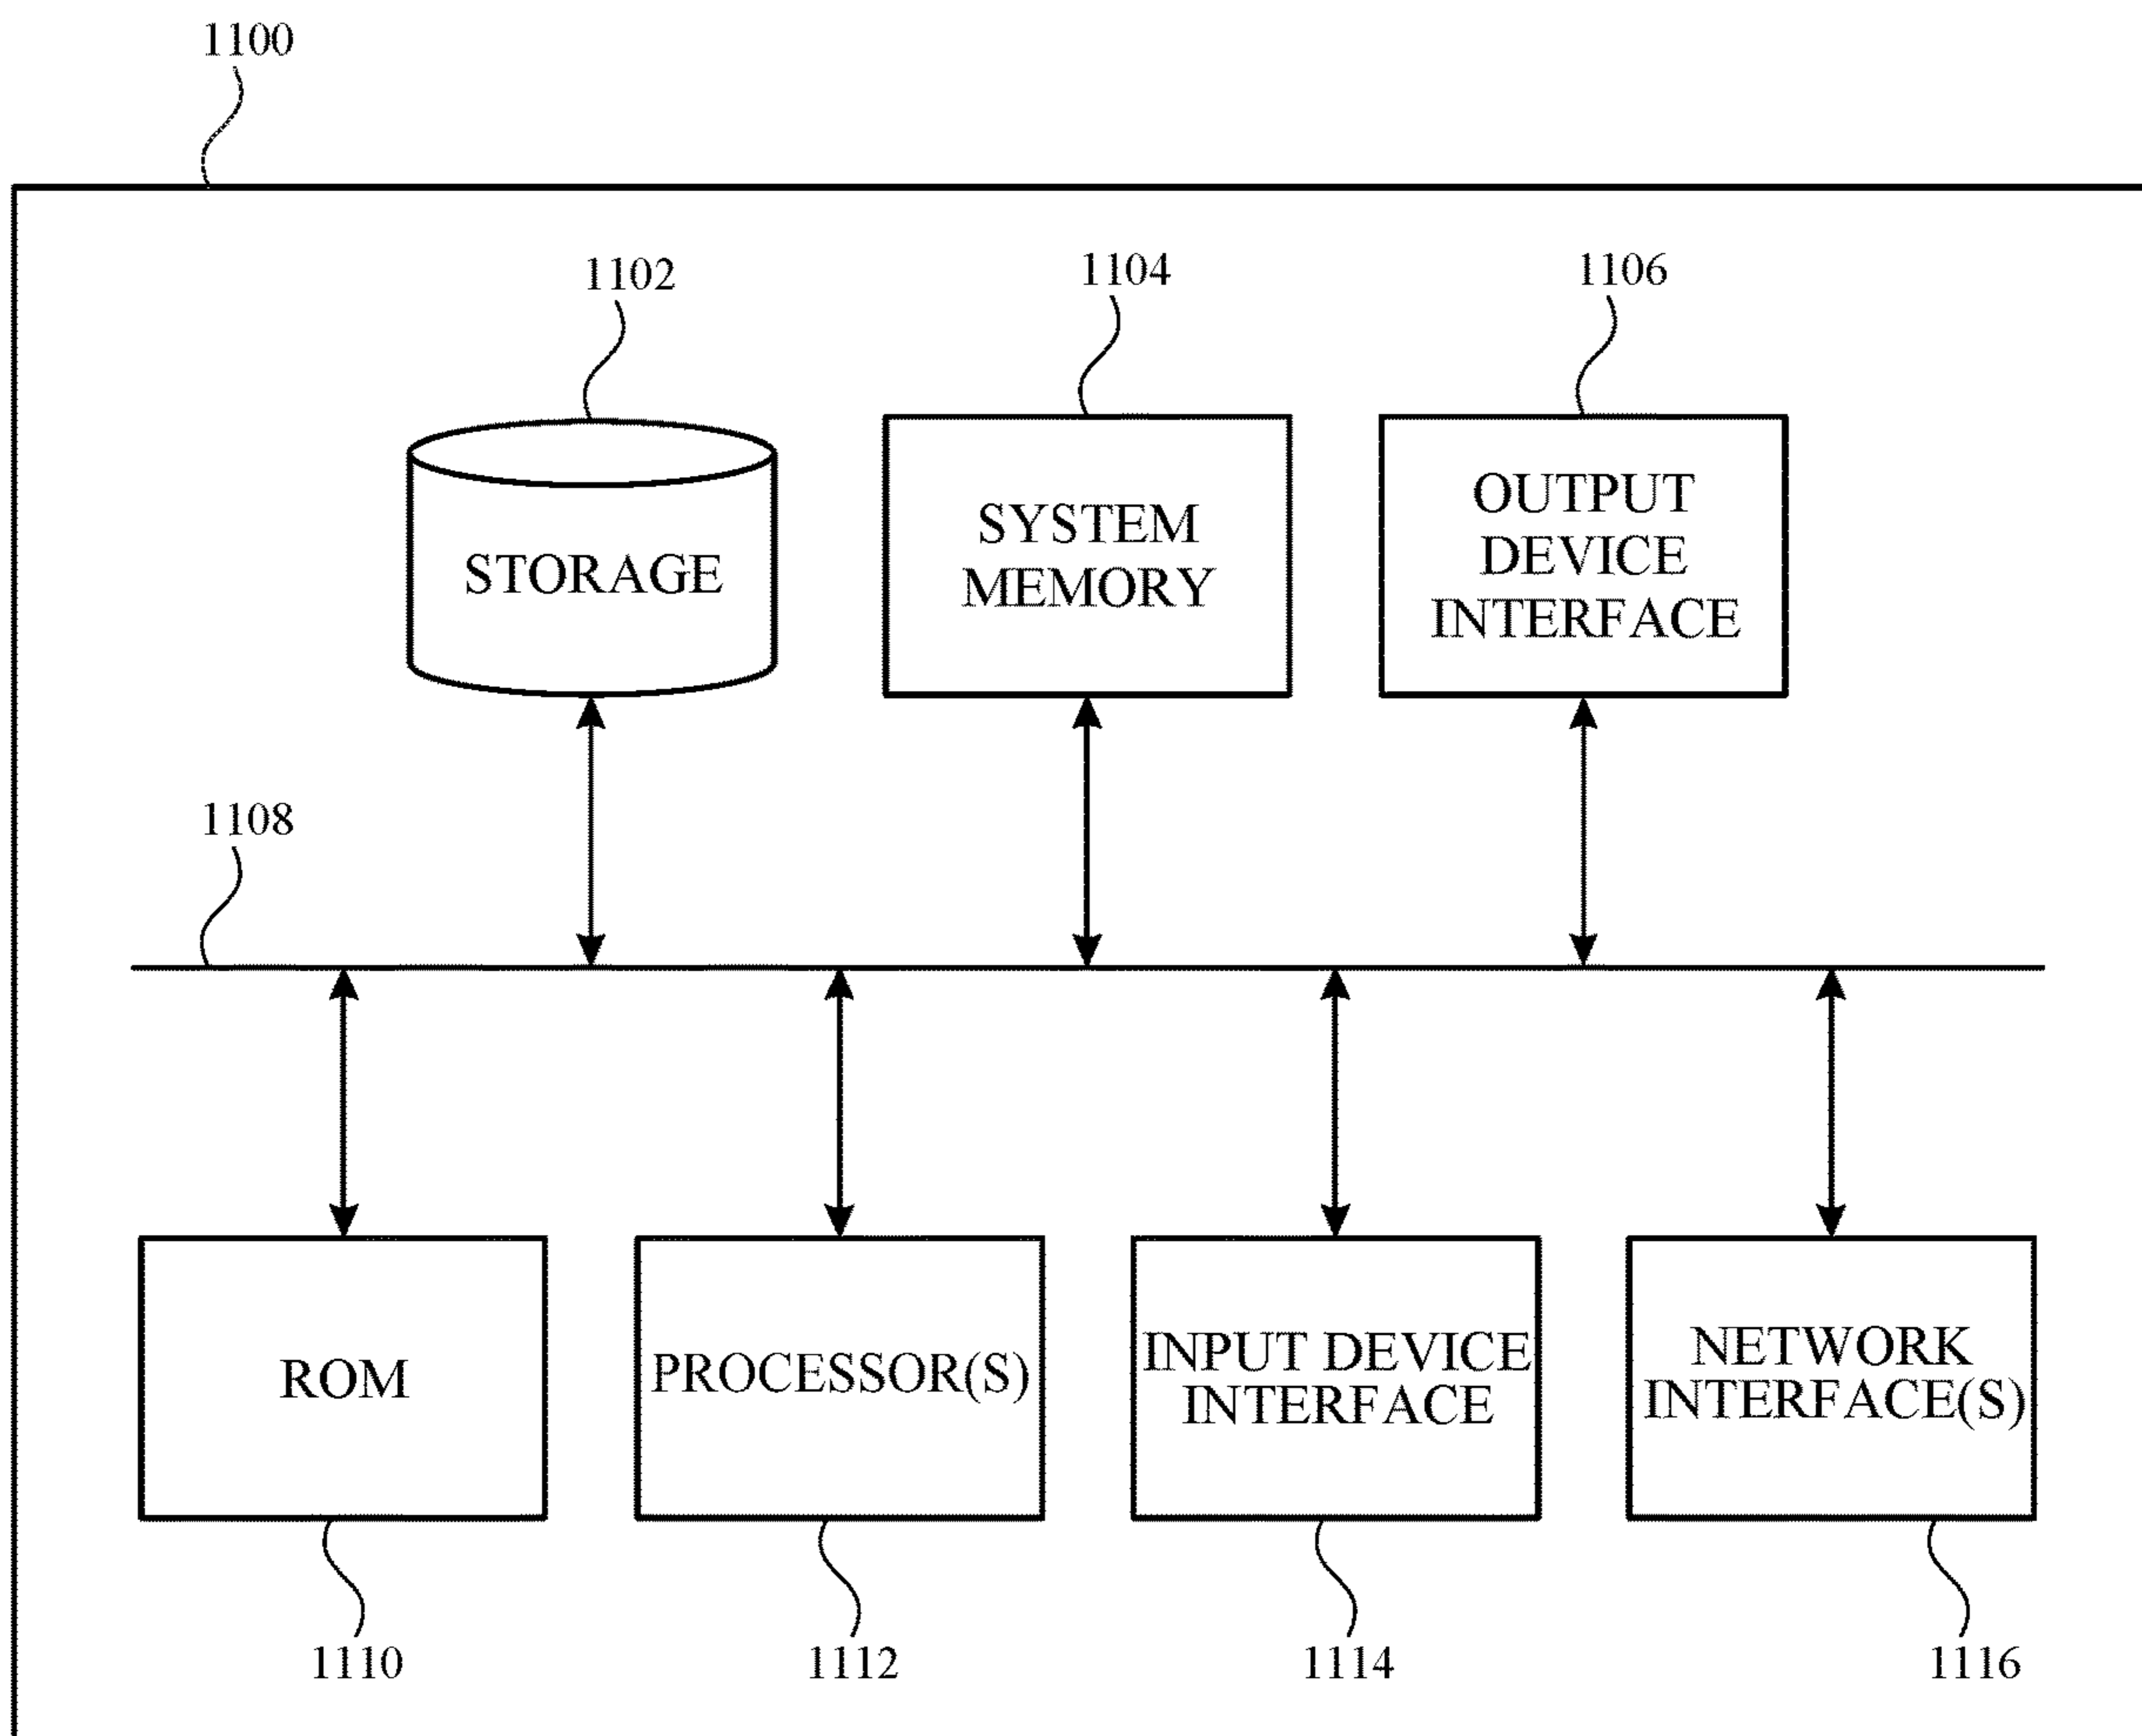 1100
1102
1104
1106
STORAGE
SYSTEM
MEMORY
OUTPUT
DEVICE
INTERFACE
1108
ROM
PROCESSOR(S)
INPUT DEVICE
INTERFACE
NETWORK
INTERFACE(S)
1110
1112
1114
1116